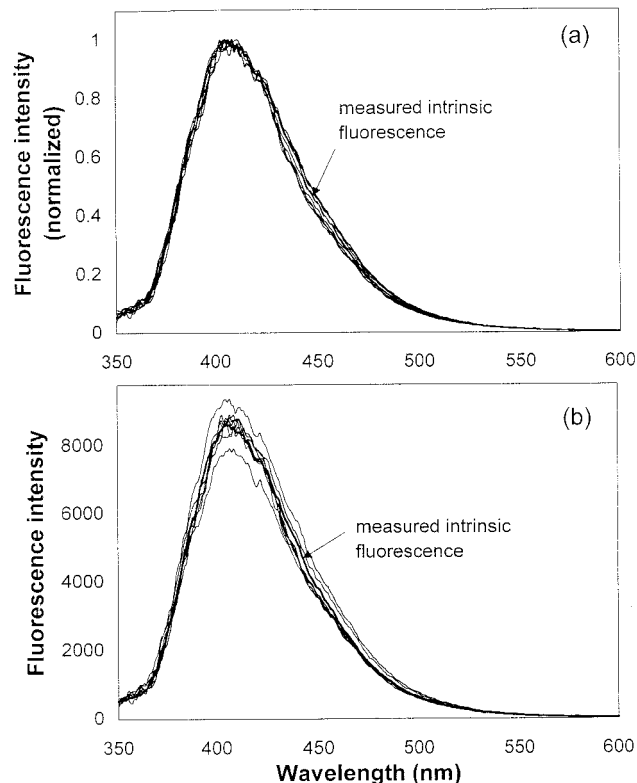 (a)
Fluorescence intensity
(normalized)
1
0.8
0.6
0.4
0.2
0
measured intrinsic
fluorescence
350 400 450 500 550 600
(b)
Fluorescence intensity
8000
6000
4000
2000
0
measured intrinsic
fluorescence
350 400 450 500 550 600
Wavelength (nm)